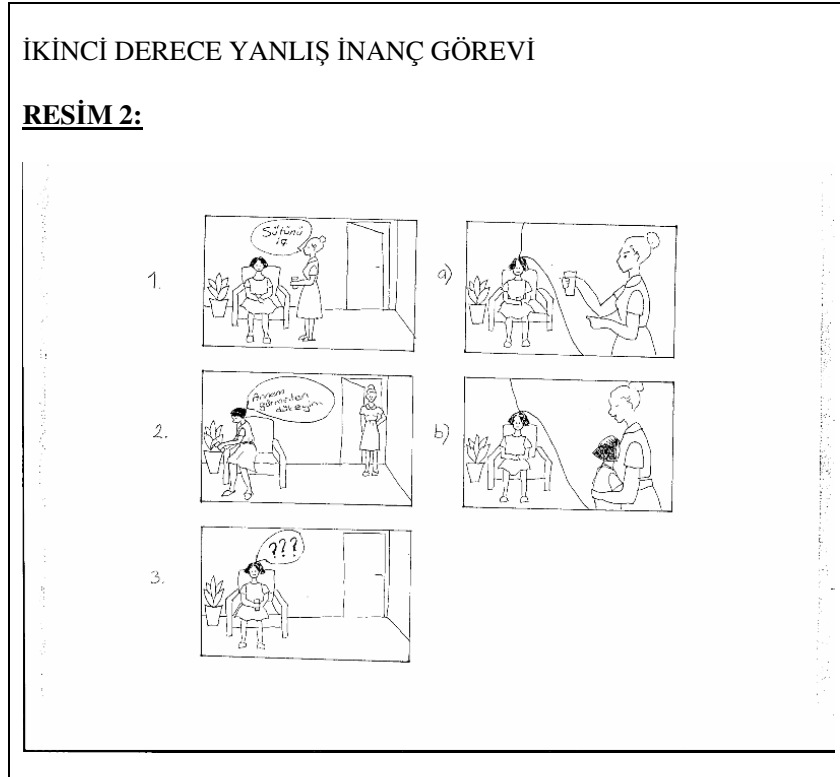 İKİNCİ DERECE YANLIŞ İNANÇ GÖREVİ
RESİM 2:
1.
Sütünü
iç
a)
2.
Annem
görmeden
dökeyim
b)
3.
???